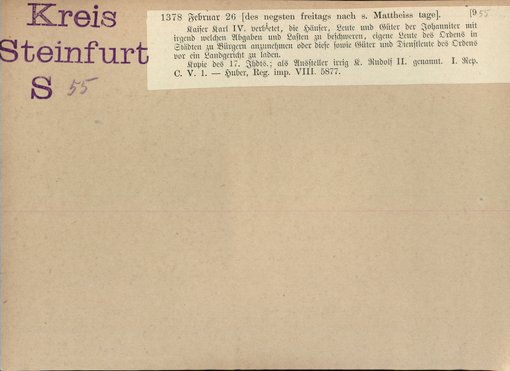 Kreis
Steinfurt
S 55
1378 Februar 26 [des negsten freitags nach s. Mattheiss tage]. [9 55
Kaiser Karl IV. verbietet, die Häuser, Leute und Güter der Johanniter mit
irgend welchen Abgaben und Lasten zu beschweren, eigene Leute des Ordens in
Städten zu Bürgern anzunehmen oder diese sowie Güter und Dienstleute des Ordens
vor ein Landgericht zu laden.
Kopie des 17. Jhdts.; als Aussteller irrig K. Rudolf II. genannt. I. Rep.
C. V. 1. — Huber, Reg. imp. VIII. 5877.